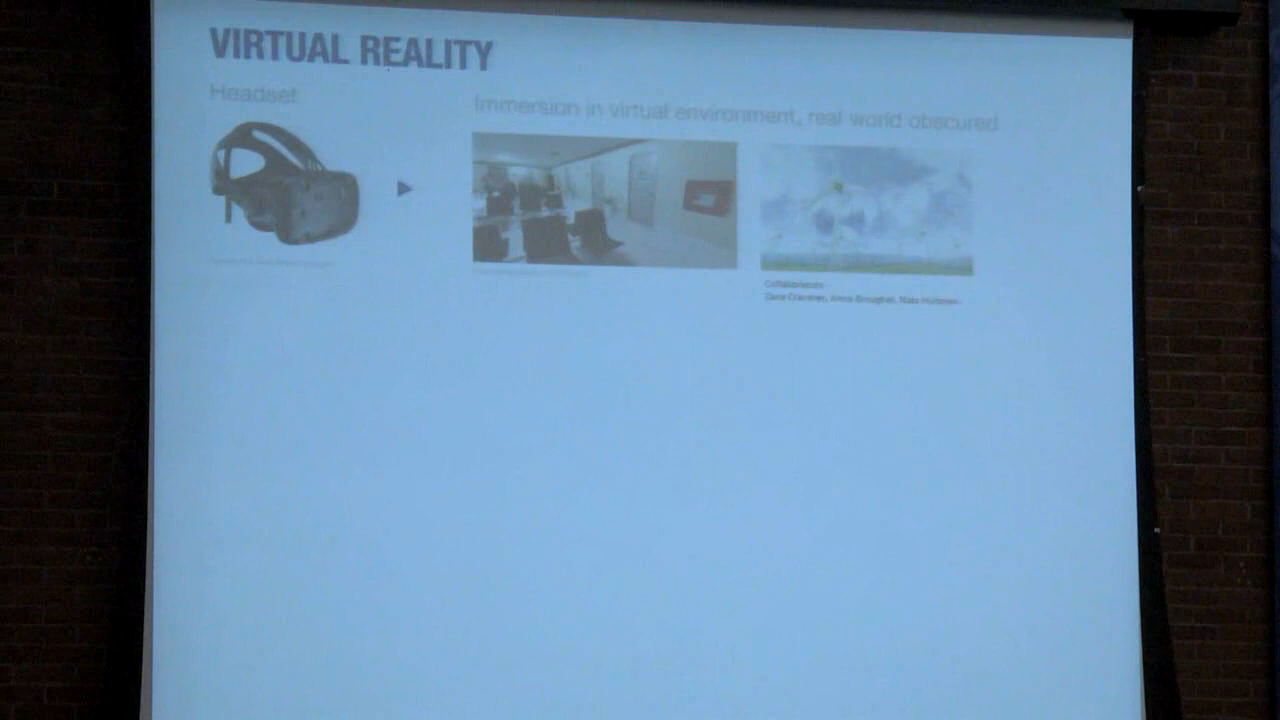 VIRTUAL REALITY
Headset
Immersion in virtual environment, real world obscured
Collaborators: